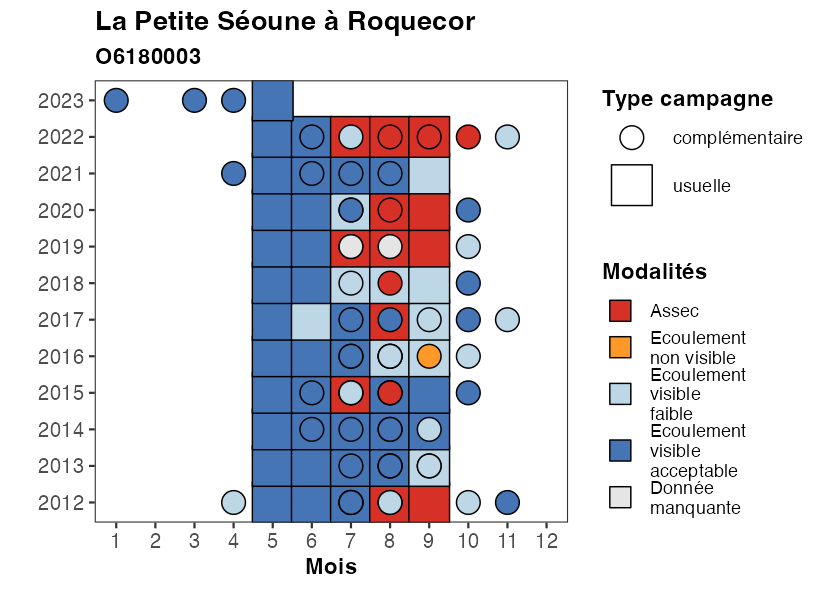 La Petite Séoune à Roquecor
O6180003
2023
2022
2021
2020
2019
2018
2017
2016
2015
2014
2013
2012
1 2 3 4 5 6 7 8 9 10 11 12
Mois
Type campagne
complémentaire
usuelle
Modalités
Assec
Ecoulement
non visible
Ecoulement
visible
faible
Ecoulement
visible
acceptable
Donnée
manquante